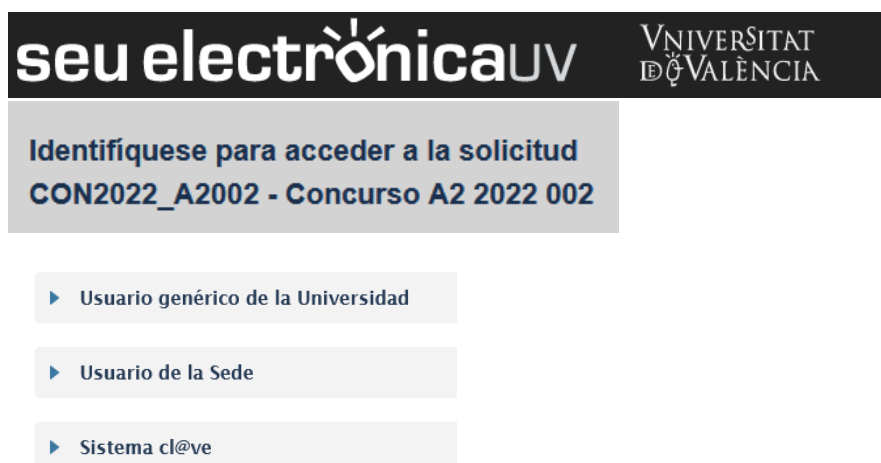 seu electrònicaUV
VNIVERSITAT
DE VALÈNCIA
Identifíquese para acceder a la solicitud
CON2022_A2002 - Concurso A2 2022 002
Usuario genérico de la Universidad
Usuario de la Sede
Sistema cl@ve